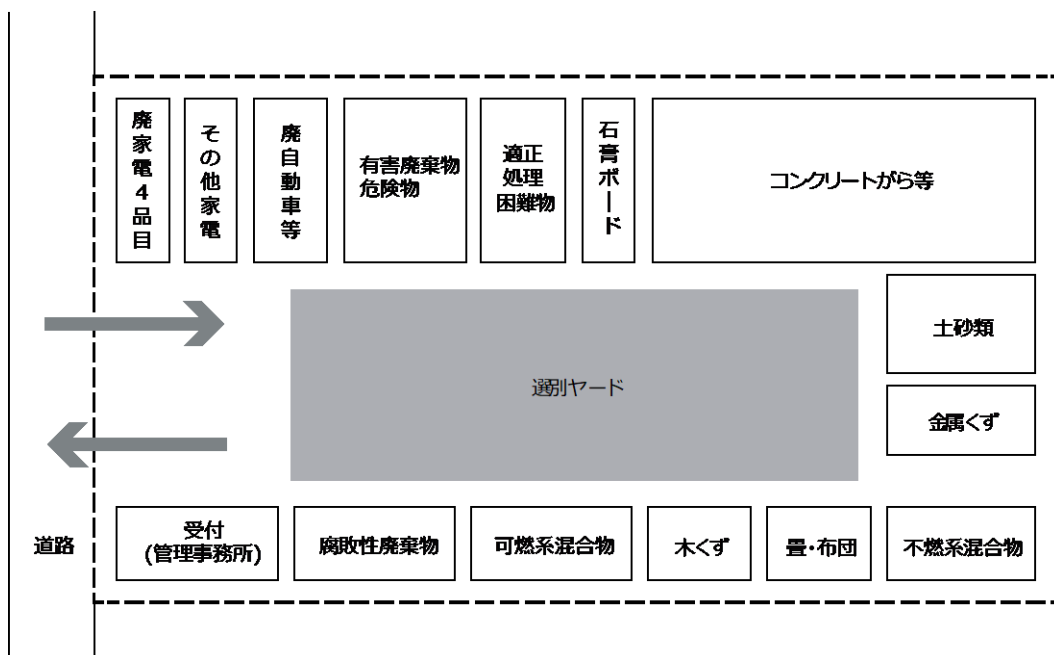 廃家電４品目
その他家電
廃自動車等
有害廃棄物
危険物
適正
処理
困難物
石膏ボード
コンクリートがら等
土砂類
選別ヤード
金属くず
道路
受付
(管理事務所)
腐敗性廃棄物
可燃系混合物
木くず
畳・布団
不燃系混合物